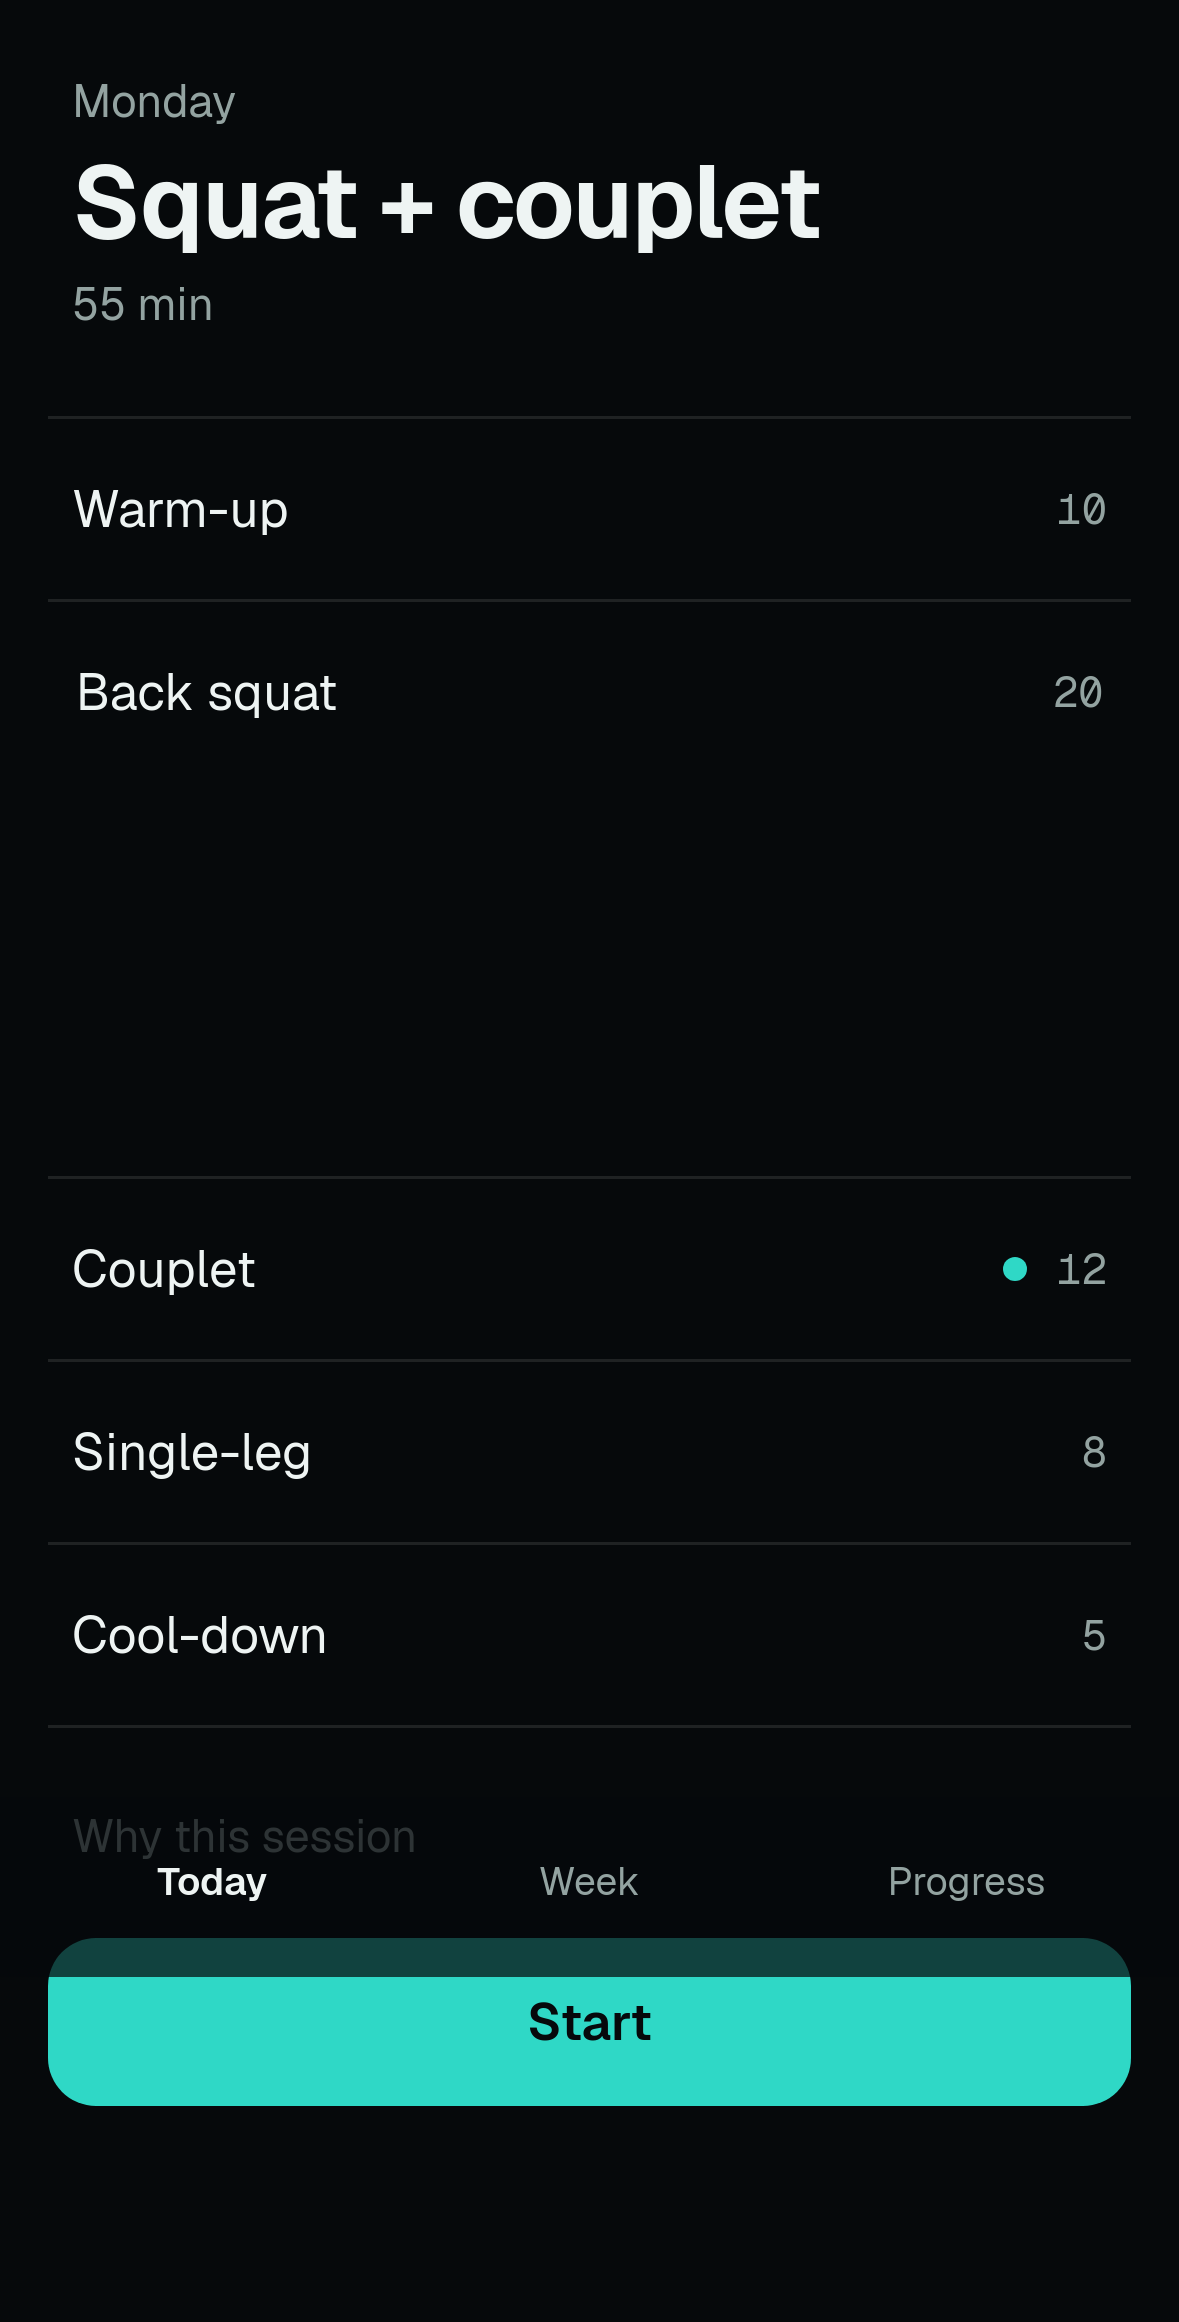 Monday
Squat + couplet
55 min
Warm-up 10
Back squat 20
Couplet 12
Single-leg 8
Cool-down 5
Why this session
Today Week Progress
Start